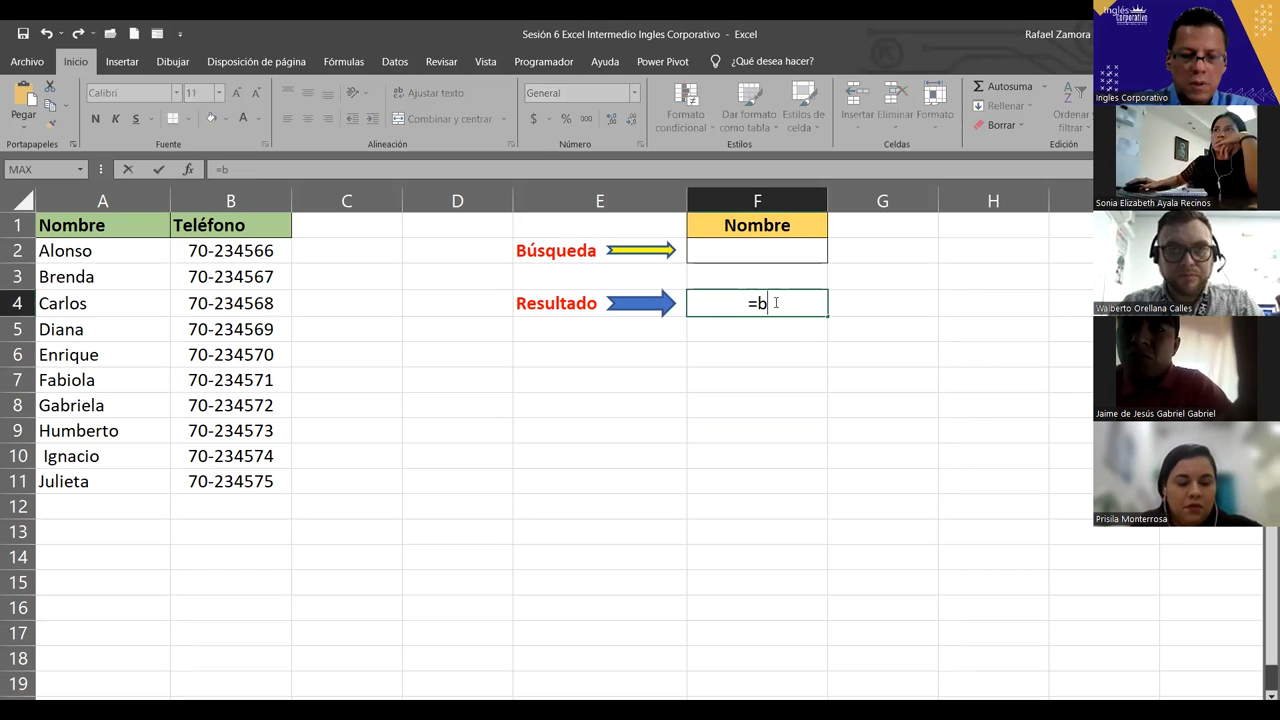 Sesión 6 Excel Intermedio Ingles Corporativo - Excel
Rafael Zamora
Archivo Inicio Insertar Dibujar Disposición de página Fórmulas Datos Revisar Vista Programador Ayuda Power Pivot ¿Qué desea hacer?
Pegar
Calibri 11
N K S
Ajustar texto
Combinar y centrar
General
$ % 000
Formato condicional
Dar formato como tabla
Estilos de celda
Insertar Eliminar Formato
Autosuma
Rellenar
Borrar
Ordenar filtrar
Portapapeles Fuente Alineación Número Estilos Celdas Edición
MAX fx =b
A B C D E F G H
1 Nombre Teléfono Nombre
2 Alonso 70-234566 Búsqueda
3 Brenda 70-234567
4 Carlos 70-234568 Resultado =b
5 Diana 70-234569
6 Enrique 70-234570
7 Fabiola 70-234571
8 Gabriela 70-234572
9 Humberto 70-234573
10 Ignacio 70-234574
11 Julieta 70-234575
12
13
14
15
16
17
18
19
Inglés Corporativo
Ingles Corporativo
Sonia Elizabeth Ayala Recinos
Walberto Orellana Calles
Jaime de Jesús Gabriel Gabriel
Prisila Monterrosa